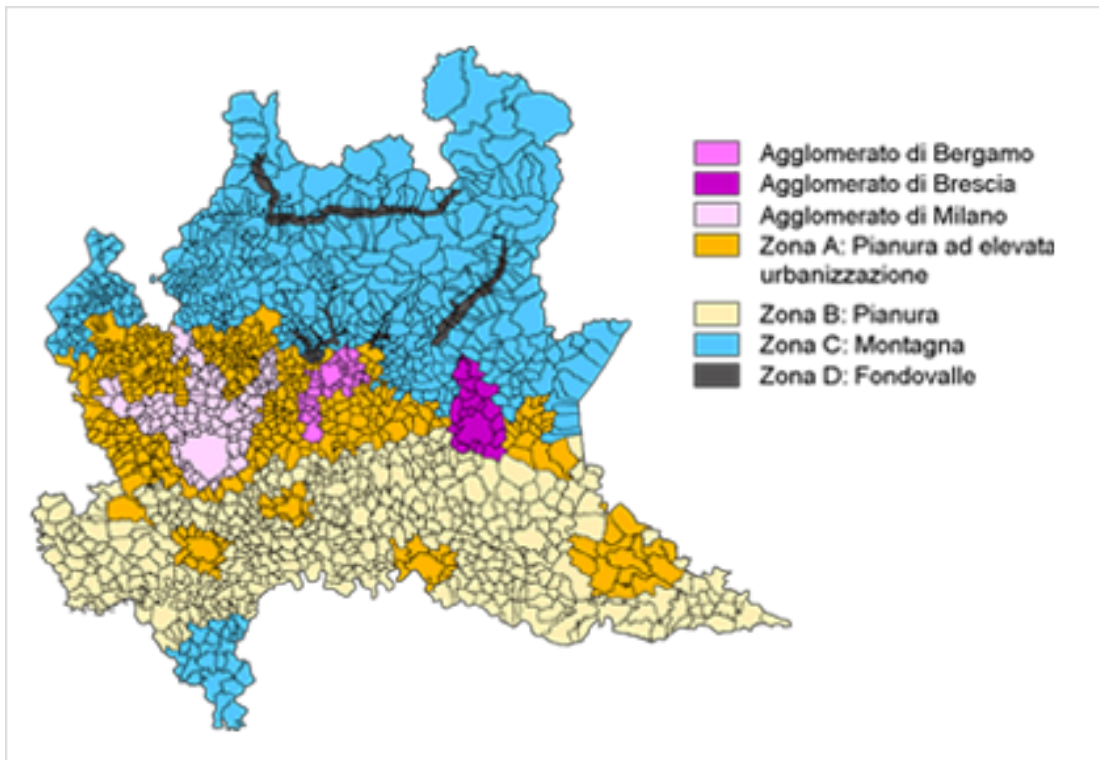 Agglomerato di Bergamo
Agglomerato di Brescia
Agglomerato di Milano
Zona A: Pianura ad elevata
urbanizzazione
Zona B: Pianura
Zona C: Montagna
Zona D: Fondovalle